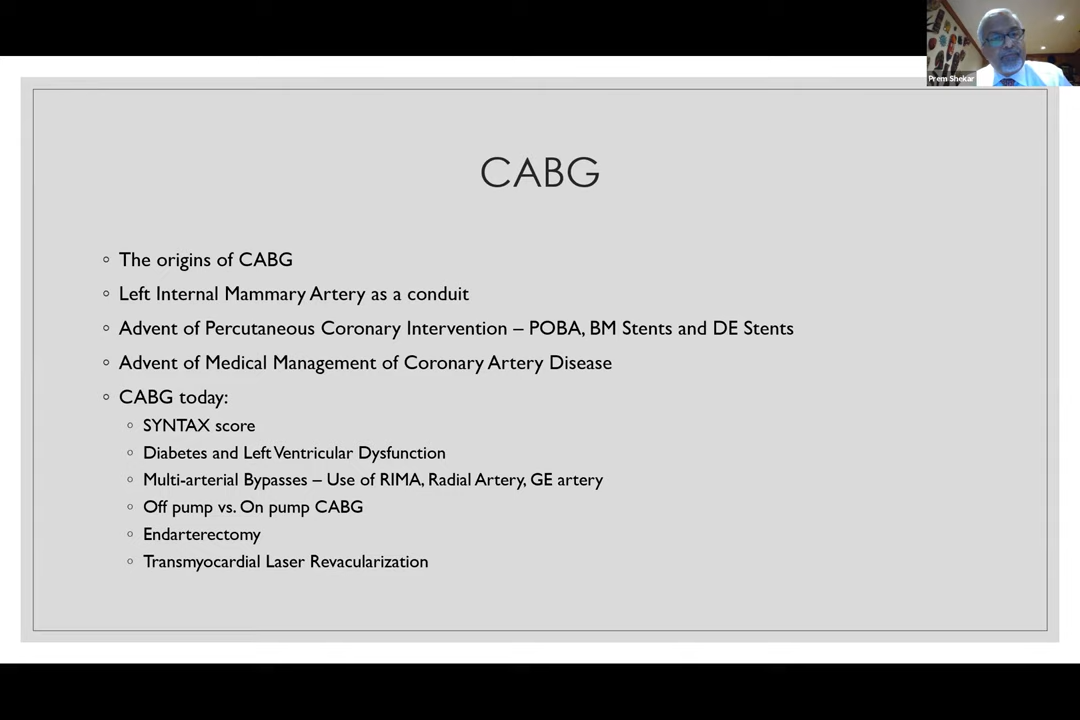 Prem Shekar
CABG
The origins of CABG
Left Internal Mammary Artery as a conduit
Advent of Percutaneous Coronary Intervention – POBA, BM Stents and DE Stents
Advent of Medical Management of Coronary Artery Disease
CABG today:
SYNTAX score
Diabetes and Left Ventricular Dysfunction
Multi-arterial Bypasses – Use of RIMA, Radial Artery, GE artery
Off pump vs. On pump CABG
Endarterectomy
Transmyocardial Laser Revacularization